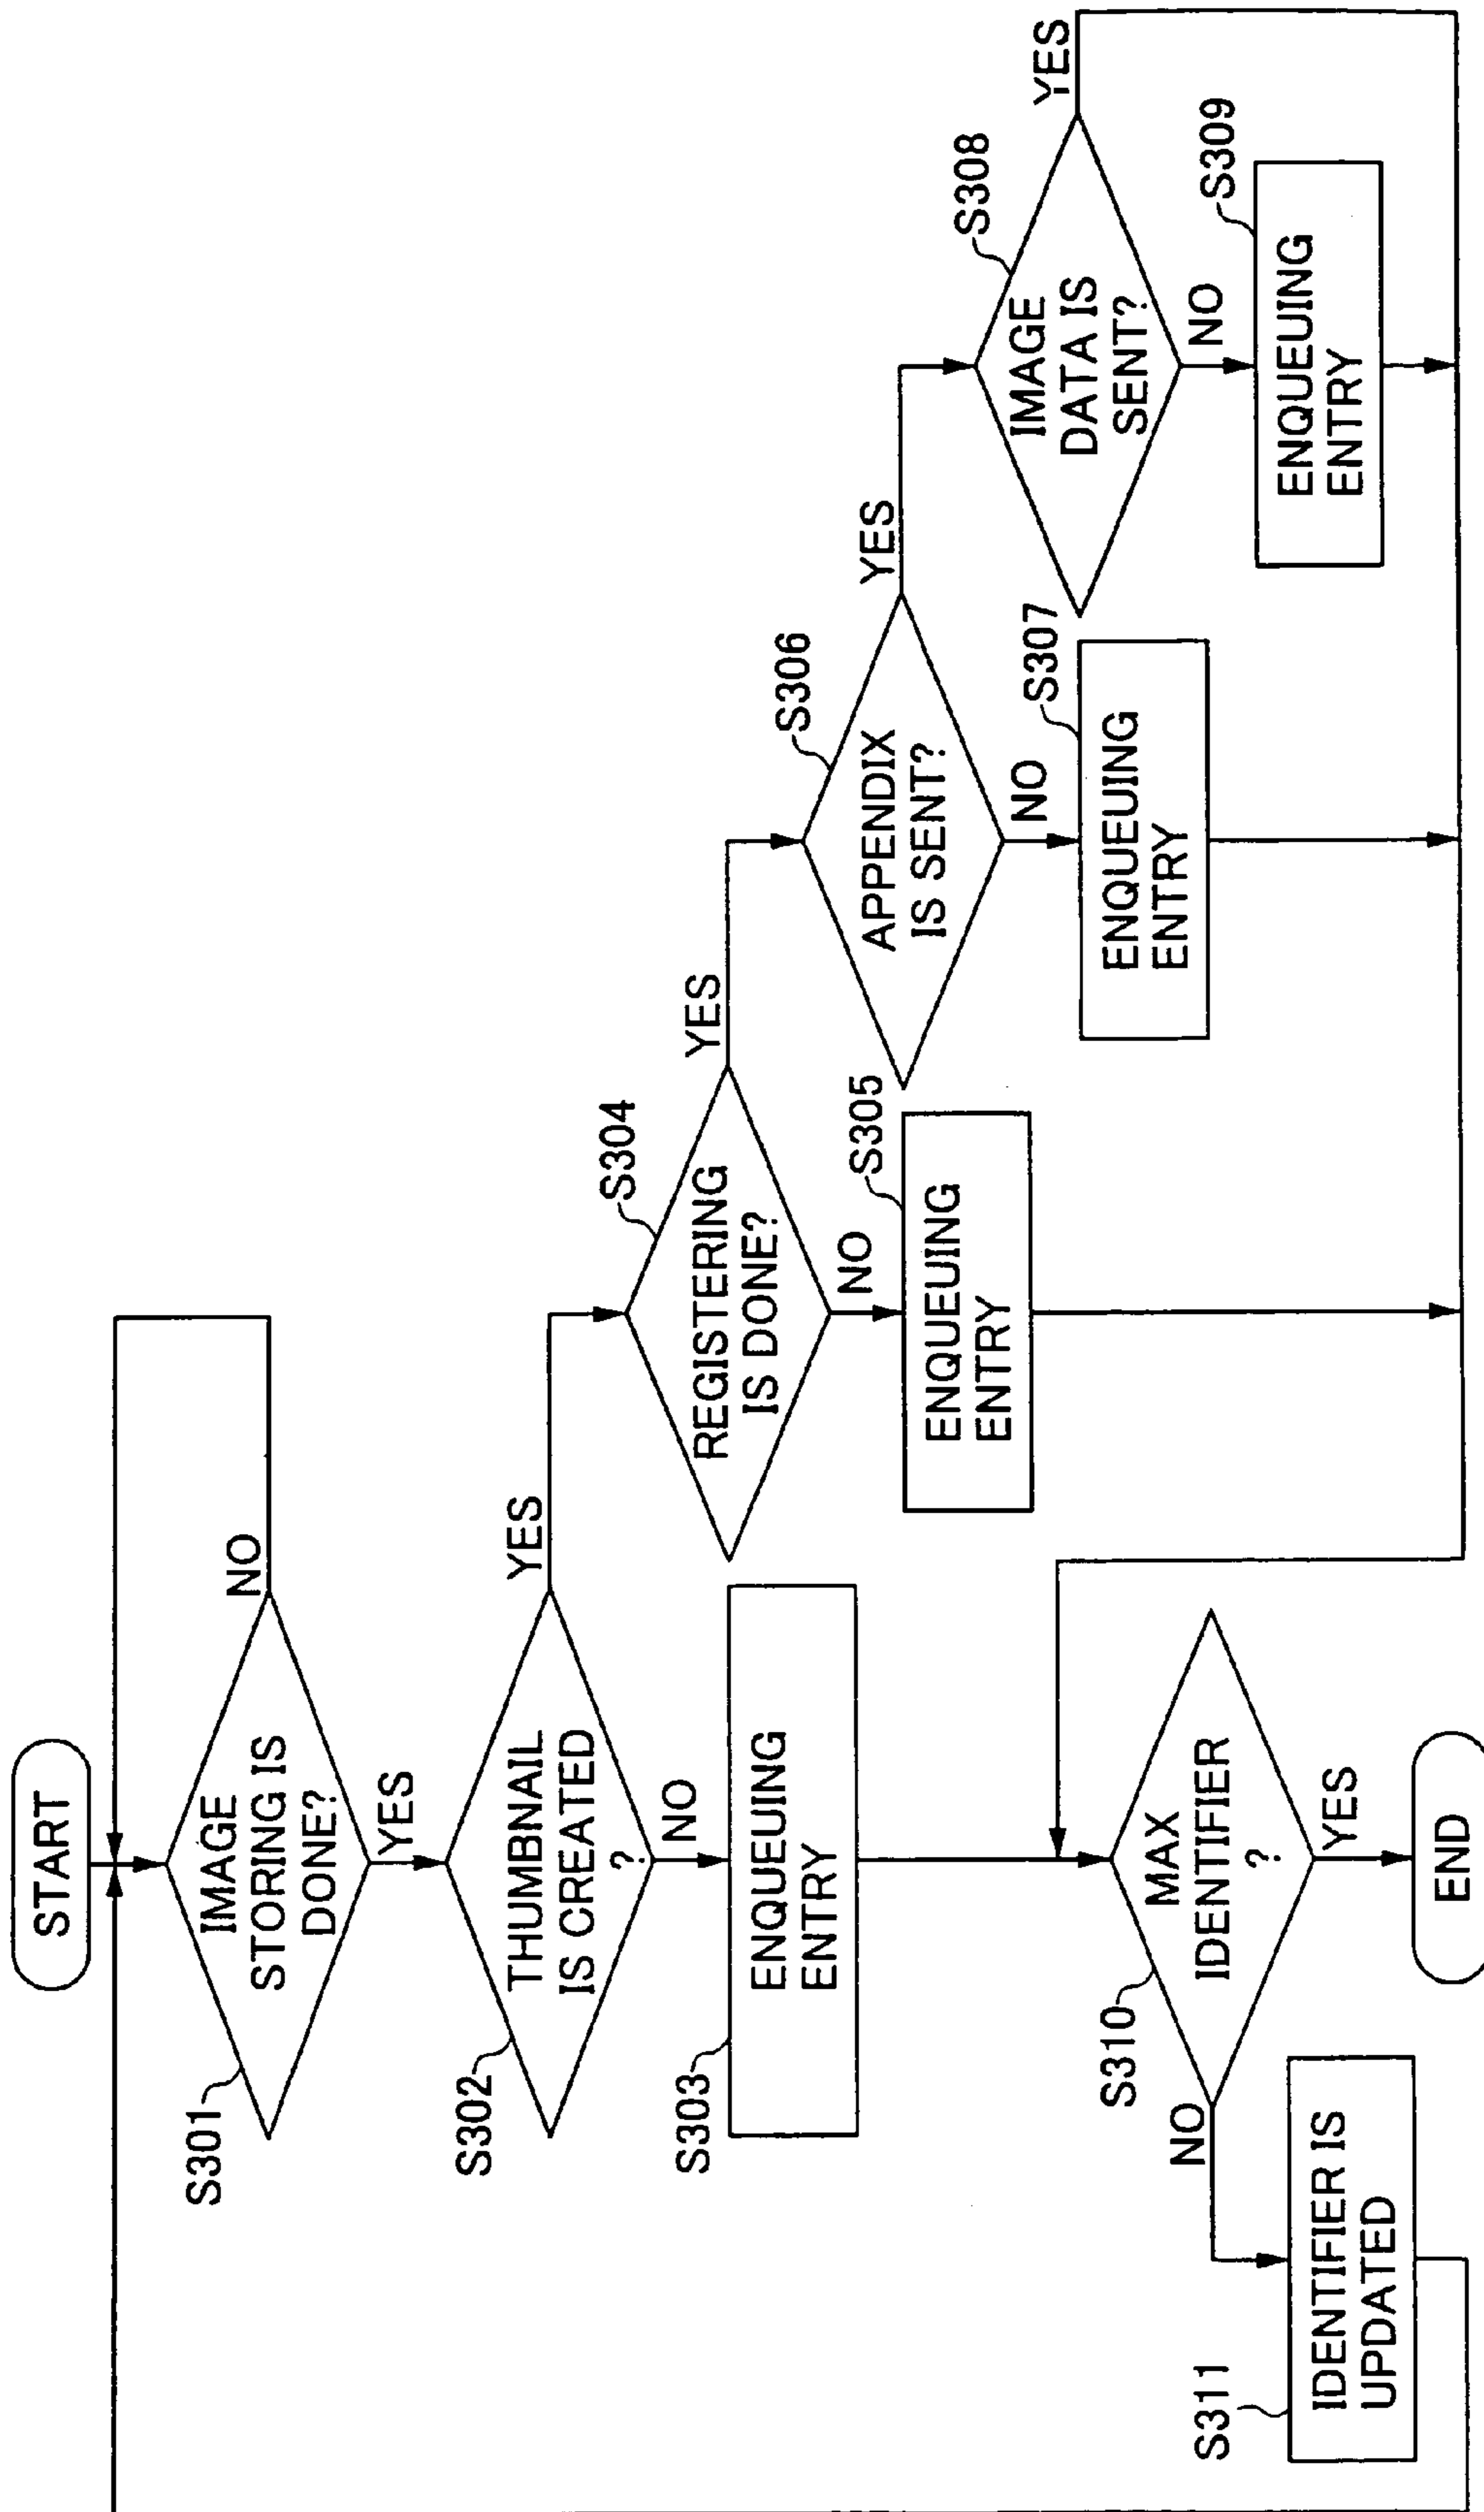 START
S301
IMAGE
STORING IS
DONE?
NO
YES
S302
THUMBNAIL
IS CREATED
?
YES
NO
S303
ENQUEUING
ENTRY
S304
REGISTERING
IS DONE?
YES
NO
S305
ENQUEUING
ENTRY
S306
APPENDIX
IS SENT?
YES
NO
S307
ENQUEUING
ENTRY
S308
IMAGE
DATA IS
SENT?
YES
NO
S309
ENQUEUING
ENTRY
S310
MAX
IDENTIFIER
?
NO
YES
S311
IDENTIFIER IS
UPDATED
END